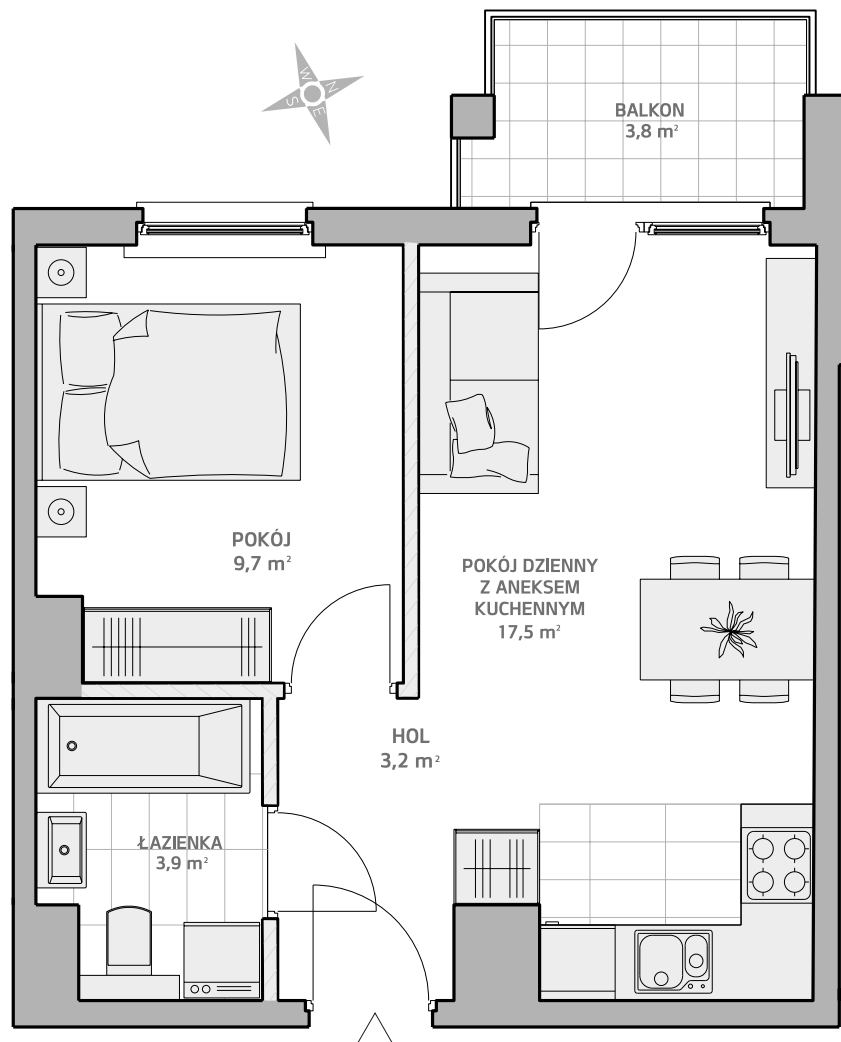 W
N
S
E
BALKON
3,8 m²
POKÓJ
9,7 m²
POKÓJ DZIENNY
Z ANEKSEM
KUCHENNYM
17,5 m²
HOL
3,2 m²
ŁAZIENKA
3,9 m²